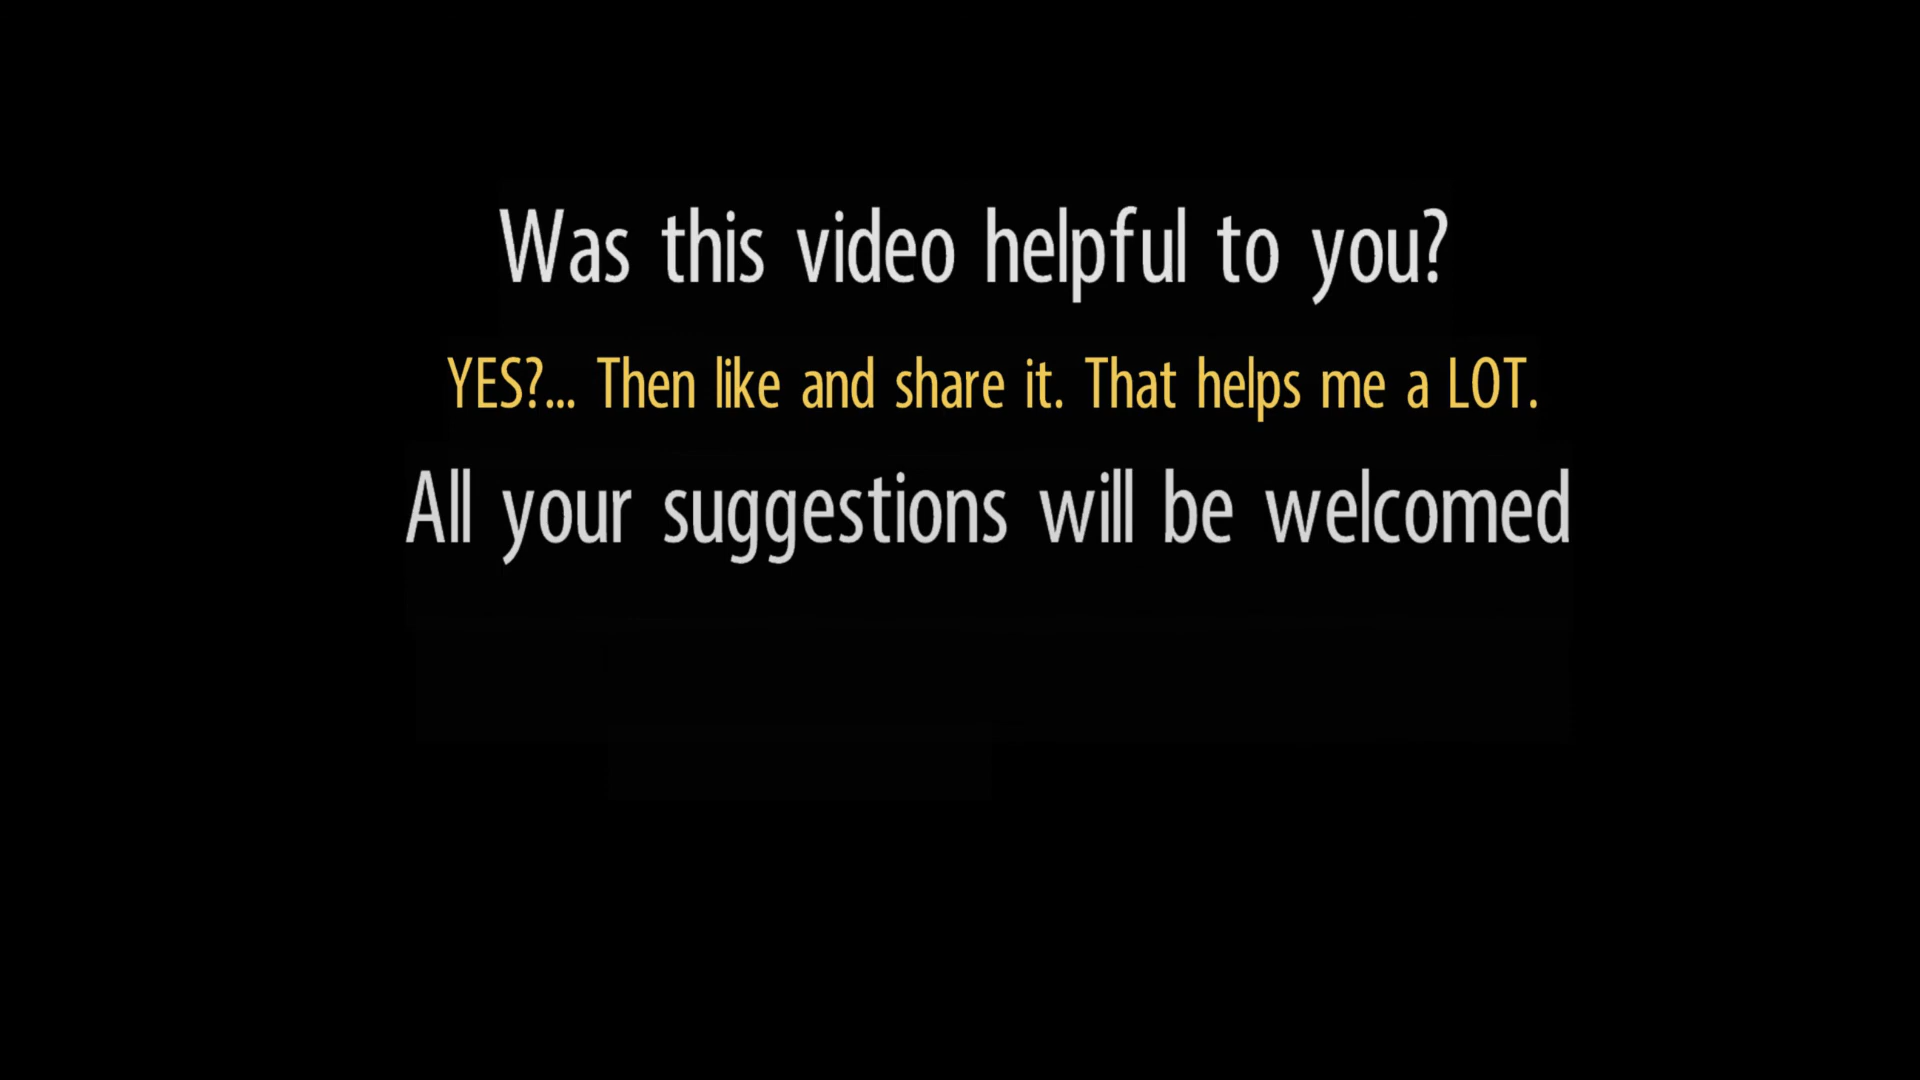 Was this video helpful to you?
YES?... Then like and share it. That helps me a LOT.
All your suggestions will be welcomed